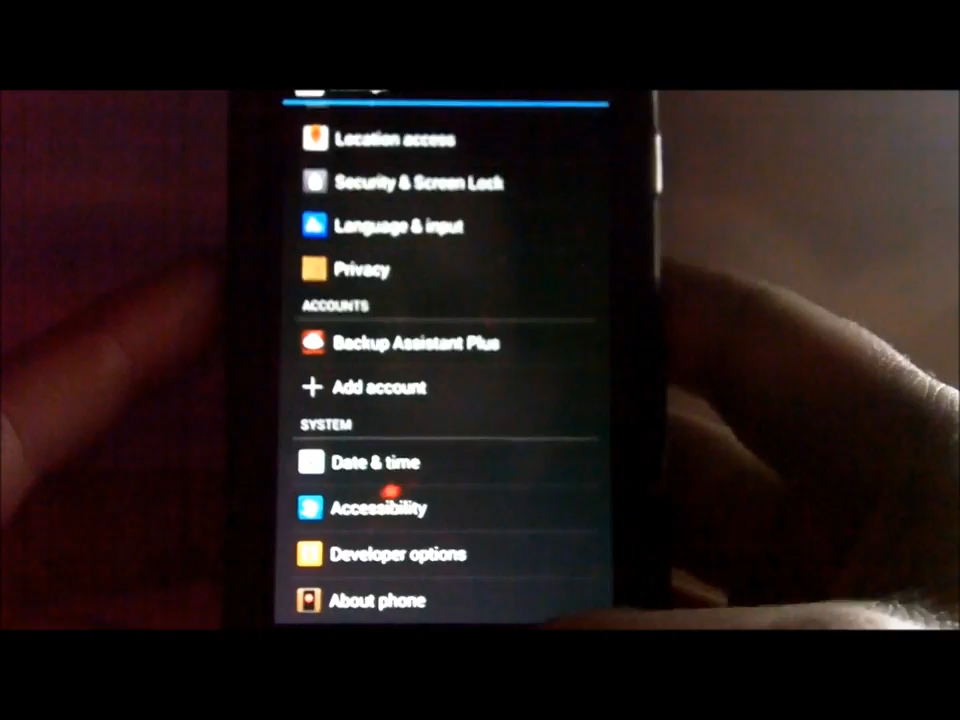 Location access
Security & Screen Lock
Language & input
Privacy
ACCOUNTS
Backup Assistant Plus
Add account
SYSTEM
Date & time
Accessibility
Developer options
About phone